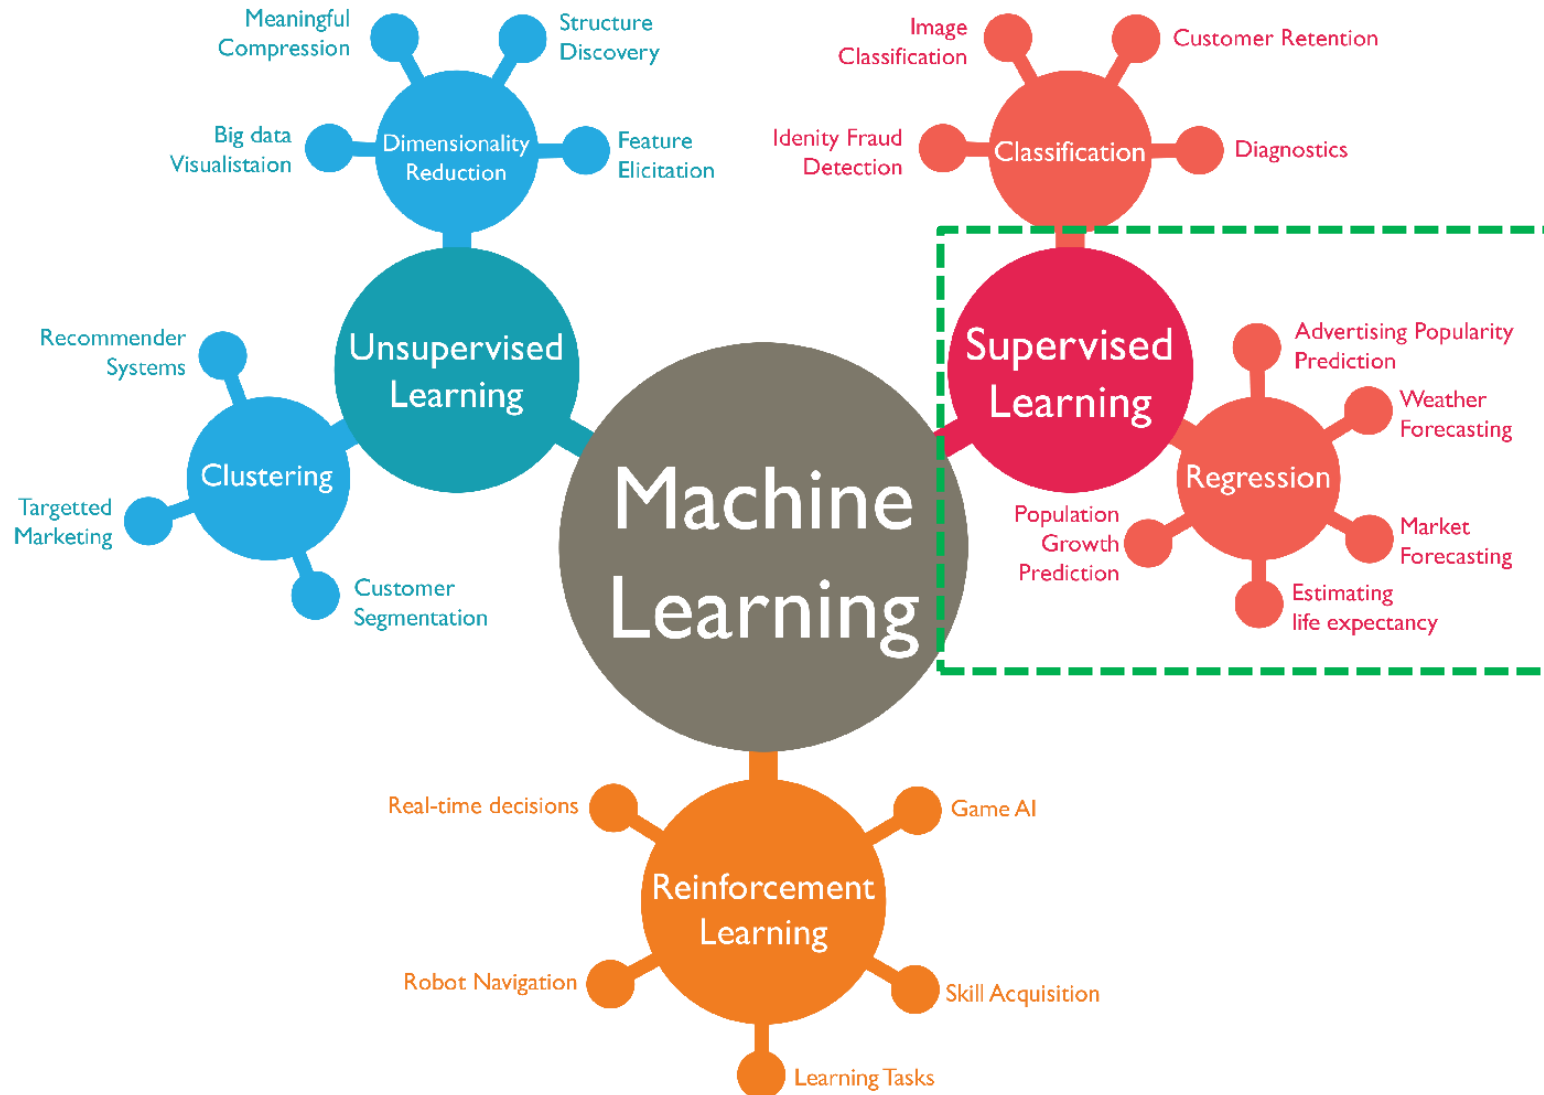 Meaningful
Compression
Structure
Discovery
Big data
Visualistaion
Dimensionality
Reduction
Feature
Elicitation
Image
Classification
Customer Retention
Idenity Fraud
Detection
Classification
Diagnostics
Unsupervised
Learning
Recommender
Systems
Clustering
Targetted
Marketing
Customer
Segmentation
Machine
Learning
Supervised
Learning
Advertising Popularity
Prediction
Weather
Forecasting
Regression
Population
Growth
Prediction
Market
Forecasting
Estimating
life expectancy
Real-time decisions
Game AI
Reinforcement
Learning
Robot Navigation
Skill Acquisition
Learning Tasks